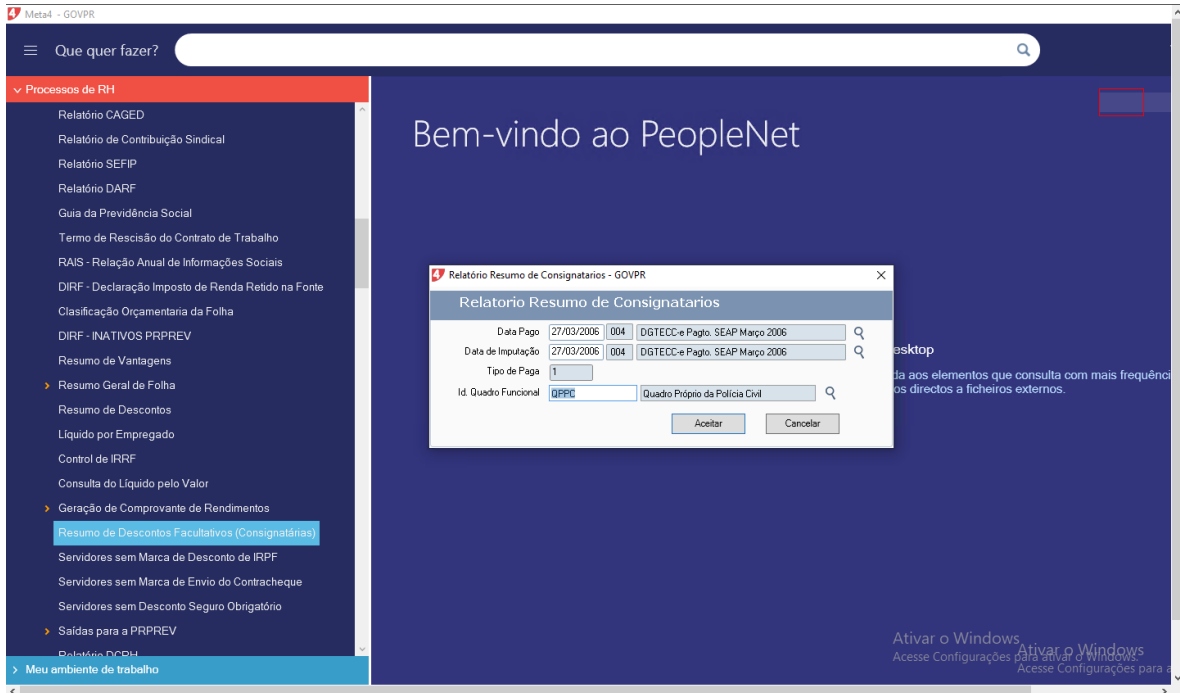 Meta4 - GOVPR
Que quer fazer?
Processos de RH
Relatório CAGED
Relatório de Contribuição Sindical
Relatório SEFIP
Relatório DARF
Guia da Previdência Social
Termo de Rescisão do Contrato de Trabalho
RAIS - Relação Anual de Informações Sociais
DIRF - Declaração Imposto de Renda Retido na Fonte
Clasificação Orçamentaria da Folha
DIRF - INATIVOS PRPREV
Resumo de Vantagens
Resumo Geral de Folha
Resumo de Descontos
Líquido por Empregado
Control de IRRF
Consulta do Líquido pelo Valor
Geração de Comprovante de Rendimentos
Resumo de Descontos Facultativos (Consignatárias)
Servidores sem Marca de Desconto de IRPF
Servidores sem Marca de Envio do Contracheque
Servidores sem Desconto Seguro Obrigatório
Saídas para a PRPREV
Relatório DCRH
Meu ambiente de trabalho
Bem-vindo ao PeopleNet
Relatório Resumo de Consignatarios - GOVPR
Relatorio Resumo de Consignatarios
Data Pago 27/03/2006 004 DGTECC-e Pagto. SEAP Março 2006
Data de Imputação 27/03/2006 004 DGTECC-e Pagto. SEAP Março 2006
Tipo de Paga 1
Id. Quadro Funcional QPPC Quadro Próprio da Polícia Civil
Aceitar Cancelar
esktop
da aos elementos que consulta com mais frequênci
os directos a ficheiros externos.
Ativar o Windows
Acesse Configurações para ativar o Windows.
Ativar o Windows
Acesse Configurações para a